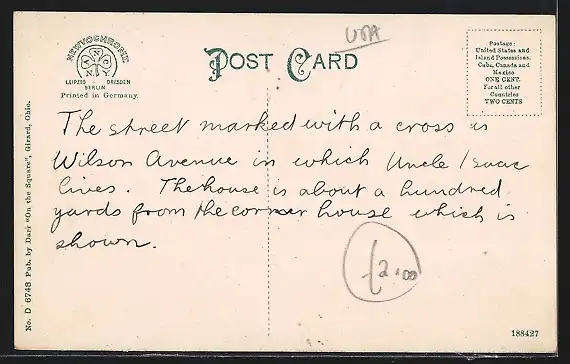 USA
NEWVOCHROME
A N C
N.Y.
LEIPZIG - DRESDEN
BERLIN
Printed in Germany.
POST CARD
Postage:
United States and
Island Possessions,
Cuba, Canada and
Mexico
ONE CENT.
For all other
Countries
TWO CENTS
The street marked with a cross is
Wilson Avenue in which Uncle Isaac
lives. The house is about a hundred
yards from the corner house which is
shown.
£2.00
No. D 6748 Pub. by Darr "On the Square", Girard, Ohio.
188427